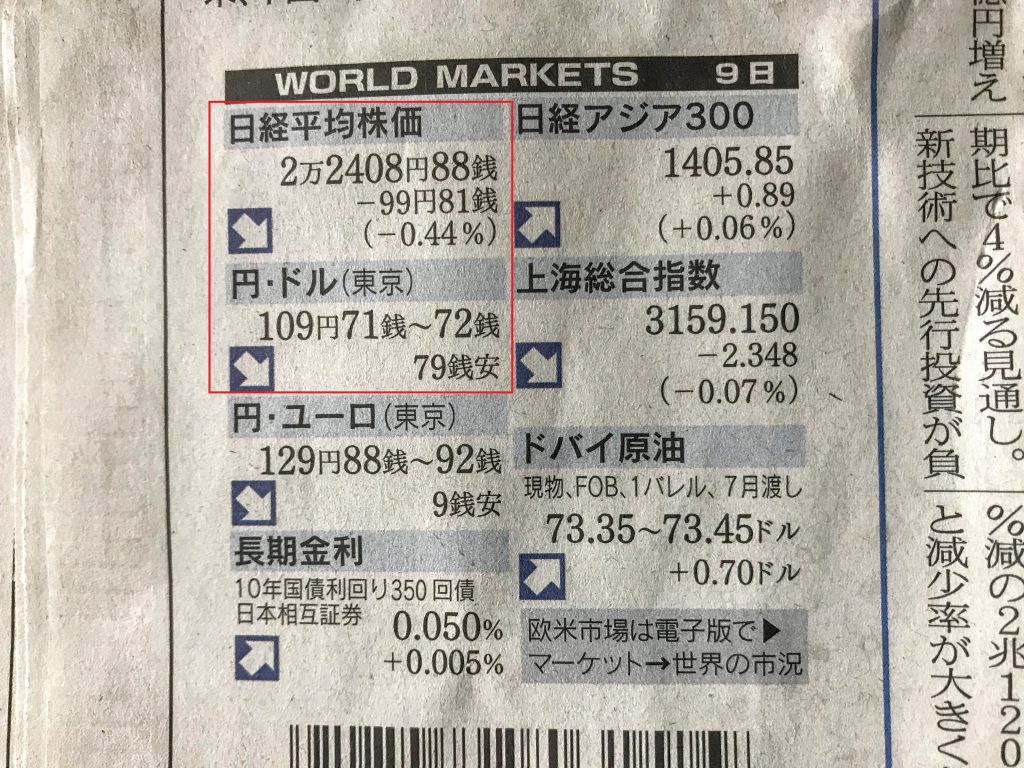 WORLD MARKETS 9日
日経平均株価
2万2408円88銭
−99円81銭
(−0.44%)
円・ドル(東京)
109円71銭〜72銭
79銭安
円・ユーロ(東京)
129円88銭〜92銭
9銭安
長期金利
10年国債利回り350回債
日本相互証券
0.050%
+0.005%
日経アジア300
1405.85
+0.89
(+0.06%)
上海総合指数
3159.150
−2.348
(−0.07%)
ドバイ原油
現物、FOB、1バレル、7月渡し
73.35〜73.45ドル
+0.70ドル
欧米市場は電子版で▶
マーケット→世界の市況
億円増え
期比で4%減る見通し。
新技術への先行投資が負
%減の2兆120
と減少率が大きく